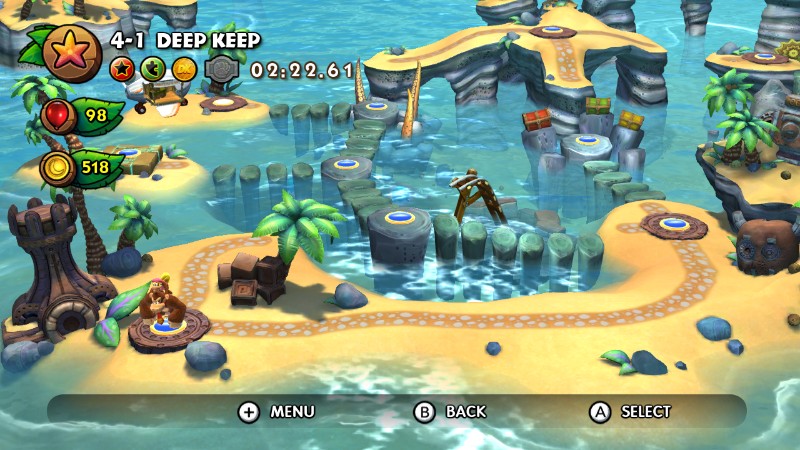 4-1 DEEP KEEP
02:22.61
98
518
+ MENU
B BACK
A SELECT